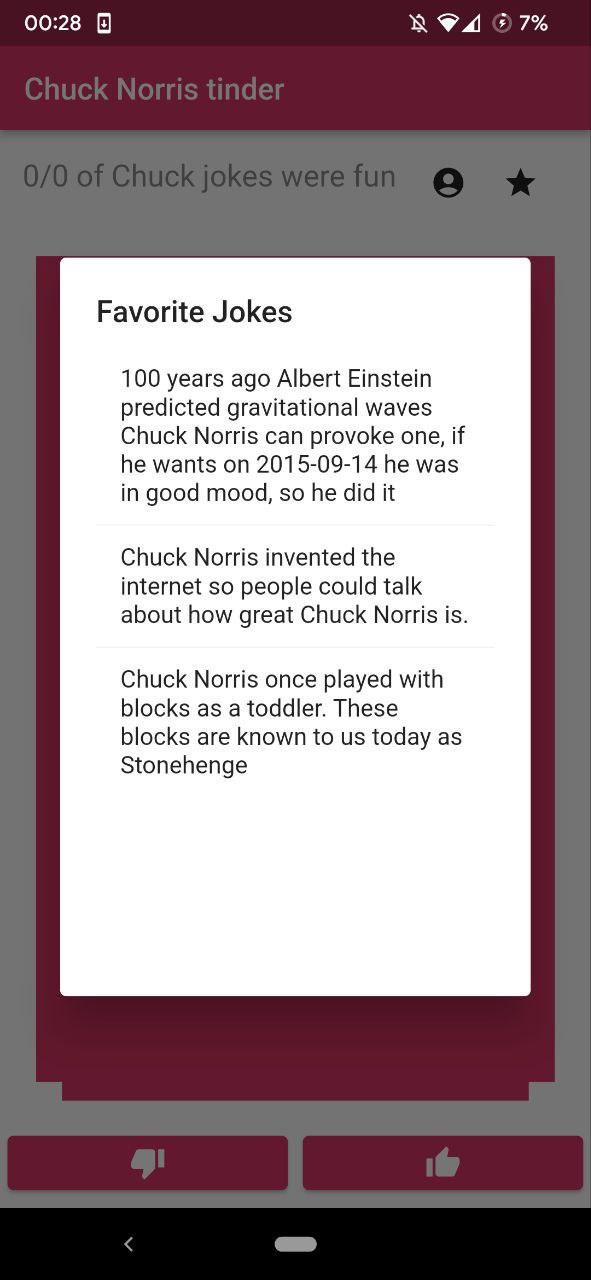 00:28
7%
Chuck Norris tinder
0/0 of Chuck jokes were fun
Favorite Jokes
100 years ago Albert Einstein
predicted gravitational waves
Chuck Norris can provoke one, if
he wants on 2015-09-14 he was
in good mood, so he did it
Chuck Norris invented the
internet so people could talk
about how great Chuck Norris is.
Chuck Norris once played with
blocks as a toddler. These
blocks are known to us today as
Stonehenge